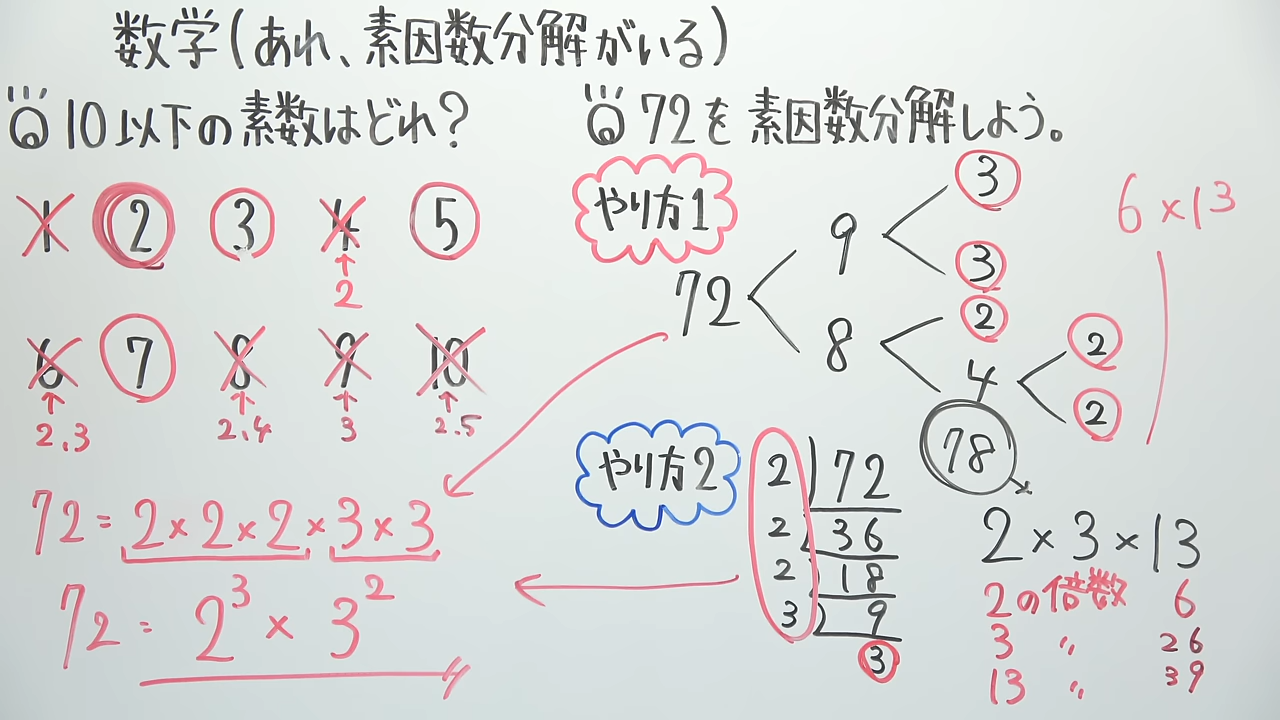 数学(あれ、素因数分解がいる)
10以下の素数はどれ?
1 2 3 4 5
2
6 7 8 9 10
2.3 2.4 3 2.5
72=2×2×2×3×3
72=2³×3²
72を素因数分解しよう。
やり方1
72
9
8
3
3
2
4
2
2
6×13
やり方2
2)72
2)36
2)18
3)9
3
78
2×3×13
2の倍数 6
3 〃 26
13 〃 39